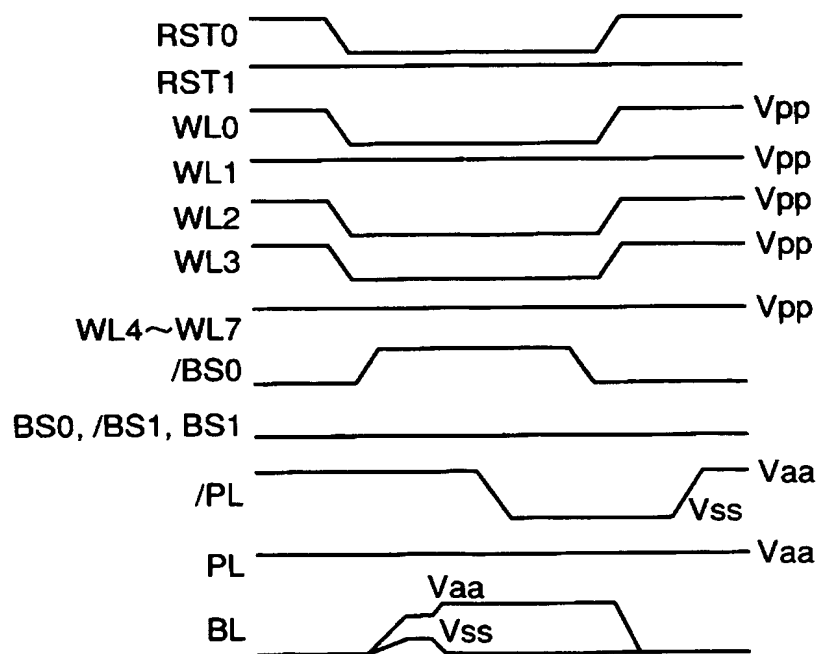 RST0
RST1
WL0 Vpp
WL1 Vpp
WL2 Vpp
WL3 Vpp
WL4~WL7 Vpp
/BS0
BS0, /BS1, BS1
/PL Vaa
Vss
PL Vaa
Vaa
BL Vss